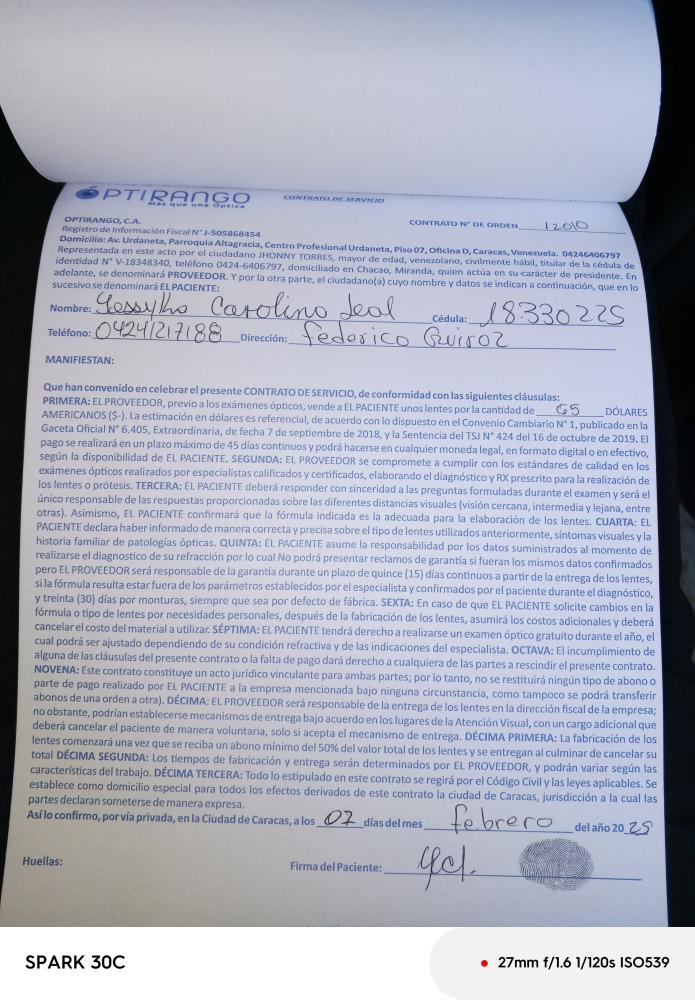 OPTIRANGO
Más que una Óptica
CONTRATO DE SERVICIO
OPTIRANGO, C.A.
CONTRATO N° DE ORDEN 12010
Registro de Información Fiscal N° J-505868454
Domicilio: Av. Urdaneta, Parroquia Altagracia, Centro Profesional Urdaneta, Piso 07, Oficina D, Caracas, Venezuela. 04246406797
Representada en este acto por el ciudadano JHONNY TORRES, mayor de edad, venezolano, civilmente hábil, titular de la cédula de
identidad N° V-18348340, teléfono 0424-6406797, domiciliado en Chacao, Miranda, quien actúa en su carácter de presidente. En
adelante, se denominará PROVEEDOR. Y por la otra parte, el ciudadano(a) cuyo nombre y datos se indican a continuación, que en lo
sucesivo se denominará EL PACIENTE:
Nombre: Carolina Leal Cédula: 18.330225
Teléfono: 0424/217188 Dirección: Federico Quiroz
MANIFIESTAN:
Que han convenido en celebrar el presente CONTRATO DE SERVICIO, de conformidad con las siguientes cláusulas:
PRIMERA: EL PROVEEDOR, previo a los exámenes ópticos, vende a EL PACIENTE unos lentes por la cantidad de 65 DÓLARES
AMERICANOS ($-). La estimación en dólares es referencial, de acuerdo con lo dispuesto en el Convenio Cambiario N° 1, publicado en la
Gaceta Oficial N° 6.405, Extraordinaria, de fecha 7 de septiembre de 2018, y la Sentencia del TSJ N° 424 del 16 de octubre de 2019. El
pago se realizará en un plazo máximo de 45 días continuos y podrá hacerse en cualquier moneda legal, en formato digital o en efectivo,
según la disponibilidad de EL PACIENTE. SEGUNDA: EL PROVEEDOR se compromete a cumplir con los estándares de calidad en los
exámenes ópticos realizados por especialistas calificados y certificados, elaborando el diagnóstico y RX prescrito para la realización de
los lentes o prótesis. TERCERA: EL PACIENTE deberá responder con sinceridad a las preguntas formuladas durante el examen y será el
único responsable de las respuestas proporcionadas sobre las diferentes distancias visuales (visión cercana, intermedia y lejana, entre
otras). Asimismo, EL PACIENTE confirmará que la fórmula indicada es la adecuada para la elaboración de los lentes. CUARTA: EL
PACIENTE declara haber informado de manera correcta y precisa sobre el tipo de lentes utilizados anteriormente, síntomas visuales y la
historia familiar de patologías ópticas. QUINTA: EL PACIENTE asume la responsabilidad por los datos suministrados al momento de
realizarse el diagnostico de su refracción por lo cual No podrá presentar reclamos de garantía si fueran los mismos datos confirmados
pero EL PROVEEDOR será responsable de la garantía durante un plazo de quince (15) días continuos a partir de la entrega de los lentes,
si la fórmula resulta estar fuera de los parámetros establecidos por el especialista y confirmados por el paciente durante el diagnóstico,
y treinta (30) días por monturas, siempre que sea por defecto de fábrica. SEXTA: En caso de que EL PACIENTE solicite cambios en la
fórmula o tipo de lentes por necesidades personales, después de la fabricación de los lentes, asumirá los costos adicionales y deberá
cancelar el costo del material a utilizar. SÉPTIMA: EL PACIENTE tendrá derecho a realizarse un examen óptico gratuito durante el año, el
cual podrá ser ajustado dependiendo de su condición refractiva y de las indicaciones del especialista. OCTAVA: El incumplimiento de
alguna de las cláusulas del presente contrato o la falta de pago dará derecho a cualquiera de las partes a rescindir el presente contrato.
NOVENA: Este contrato constituye un acto jurídico vinculante para ambas partes; por lo tanto, no se restituirá ningún tipo de abono o
parte de pago realizado por EL PACIENTE a la empresa mencionada bajo ninguna circunstancia, como tampoco se podrá transferir
abonos de una orden a otra). DÉCIMA: EL PROVEEDOR será responsable de la entrega de los lentes en la dirección fiscal de la empresa;
no obstante, podrían establecerse mecanismos de entrega bajo acuerdo en los lugares de la Atención Visual, con un cargo adicional que
deberá cancelar el paciente de manera voluntaria, solo si acepta el mecanismo de entrega. DÉCIMA PRIMERA: La fabricación de los
lentes comenzará una vez que se reciba un abono mínimo del 50% del valor total de los lentes y se entregan al culminar de cancelar su
total DÉCIMA SEGUNDA: Los tiempos de fabricación y entrega serán determinados por EL PROVEEDOR, y podrán variar según las
características del trabajo. DÉCIMA TERCERA: Todo lo estipulado en este contrato se regirá por el Código Civil y las leyes aplicables. Se
establece como domicilio especial para todos los efectos derivados de este contrato la ciudad de Caracas, jurisdicción a la cual las
partes declaran someterse de manera expresa.
Así lo confirmo, por vía privada, en la Ciudad de Caracas, a los 07 días del mes febrero del año 20 25
Huellas:
Firma del Paciente:
SPARK 30C
27mm f/1.6 1/120s ISO539